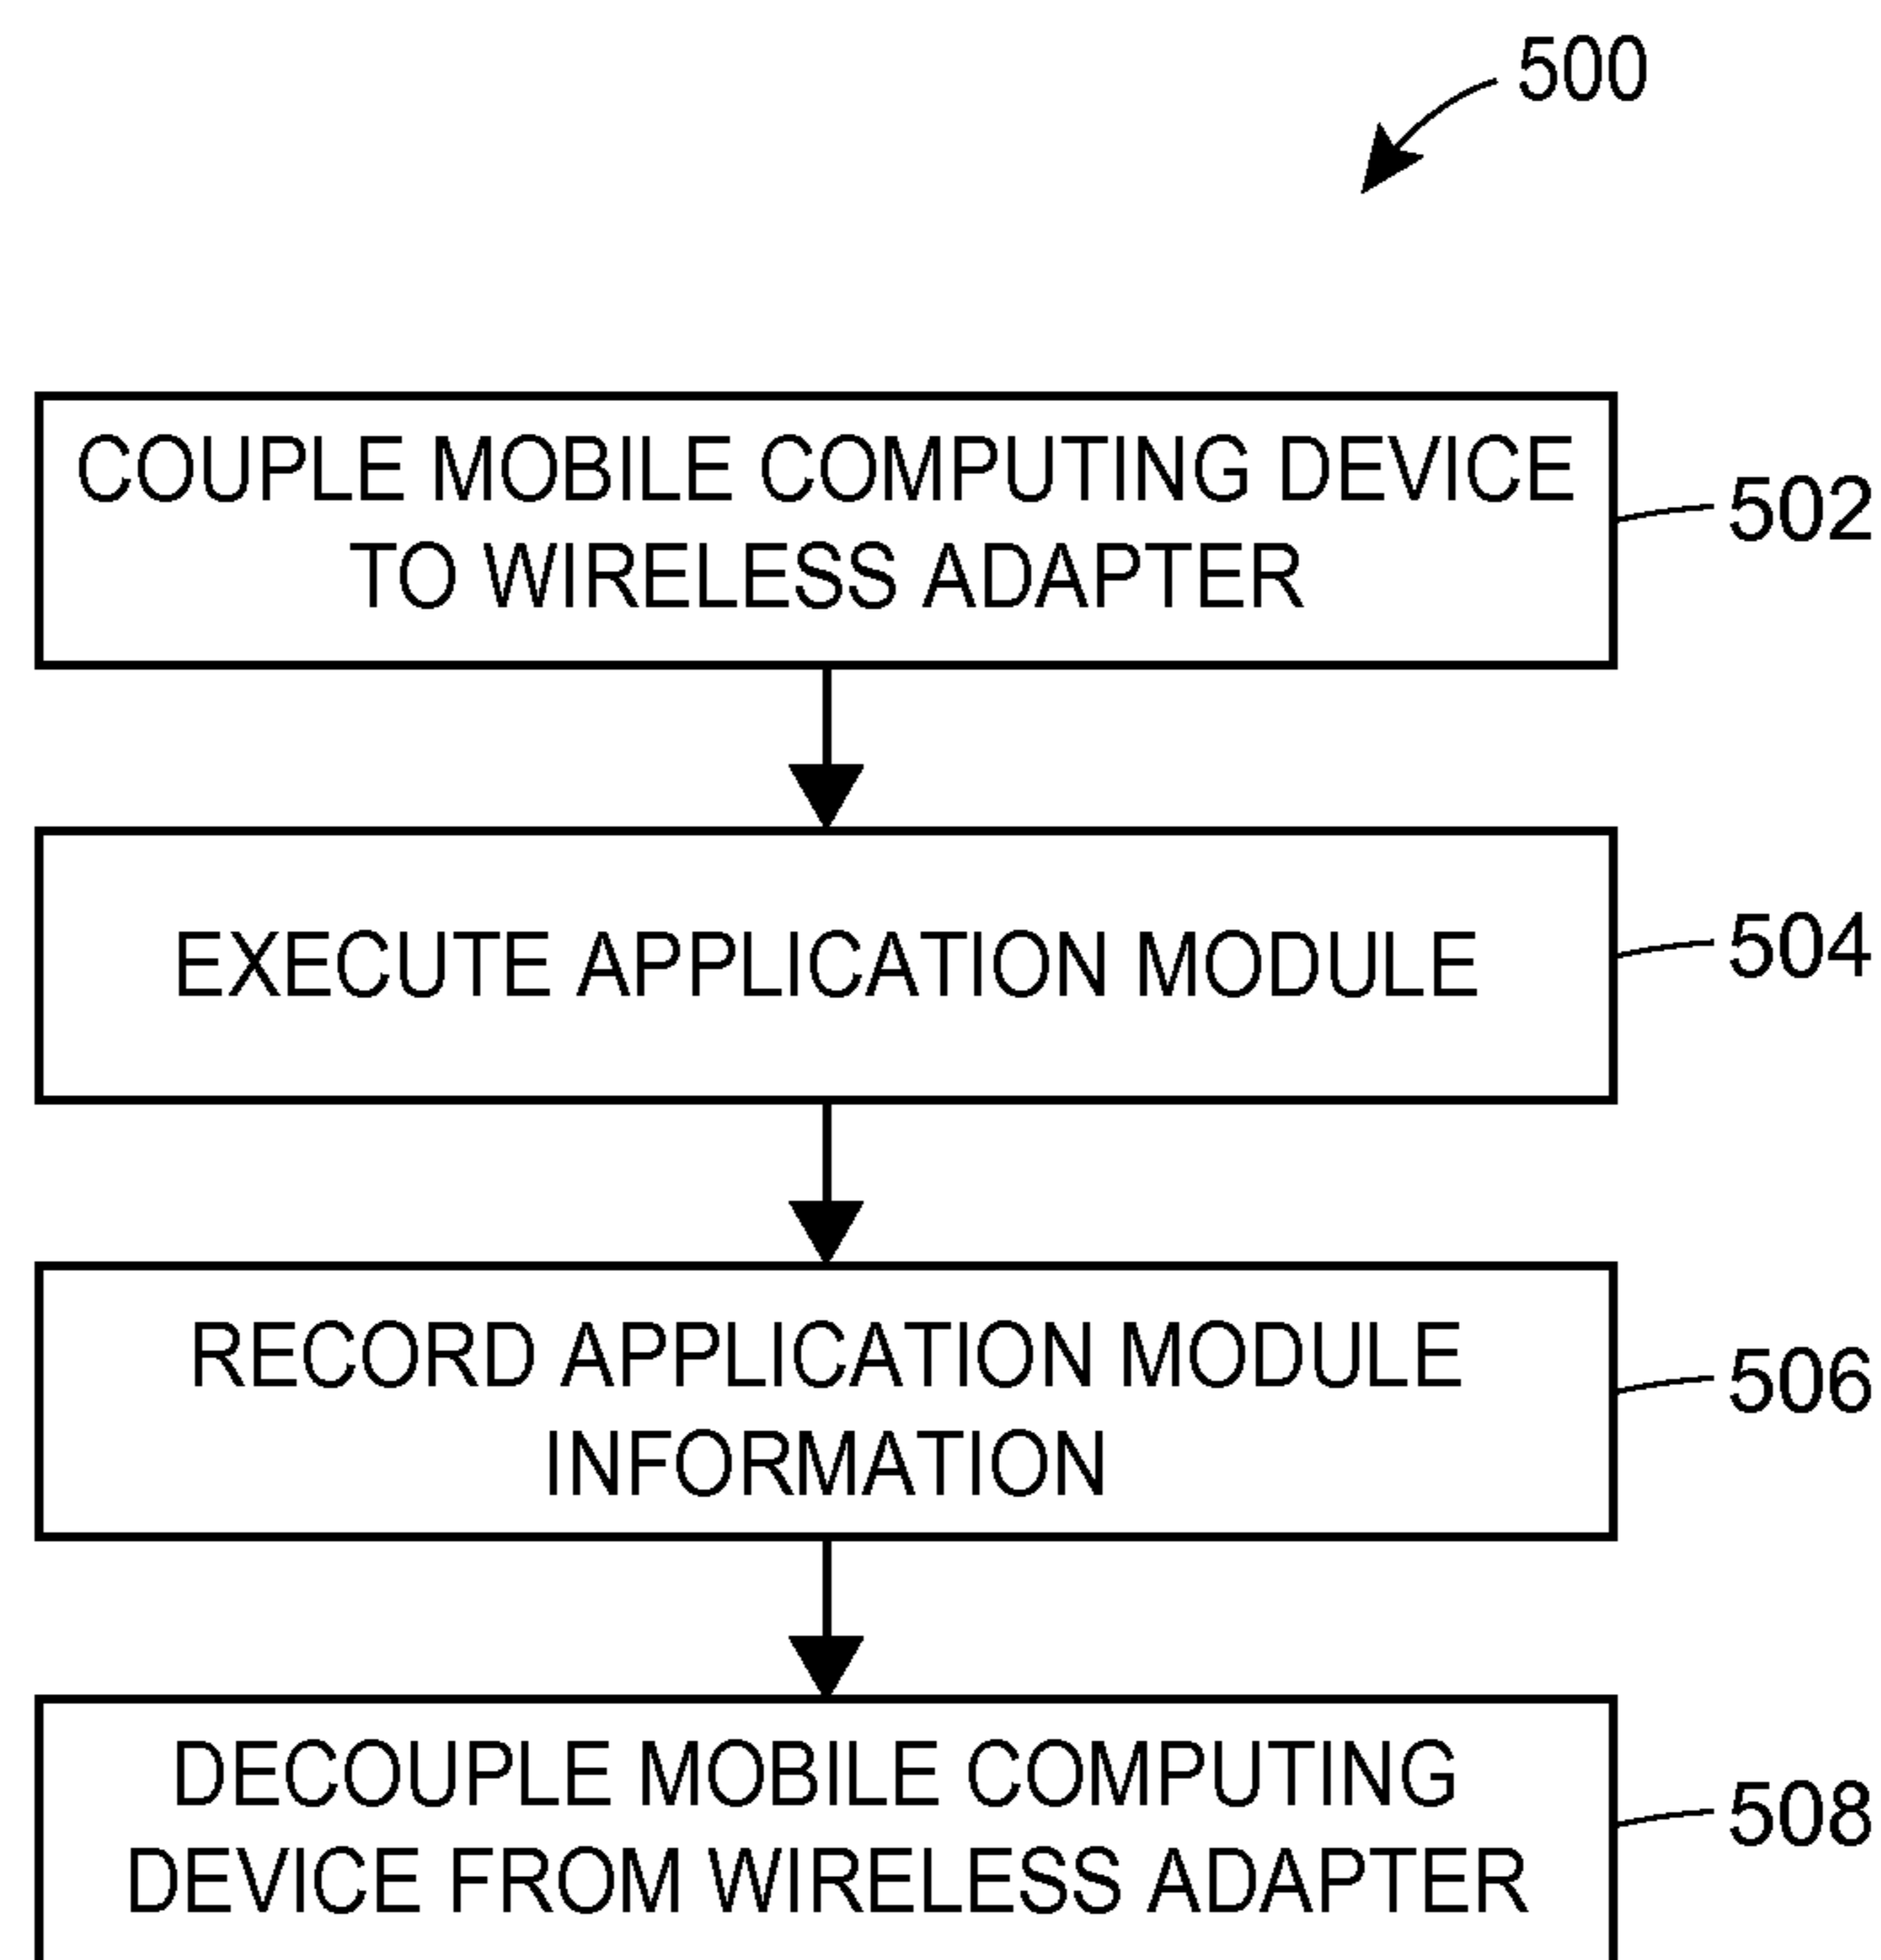 500
COUPLE MOBILE COMPUTING DEVICE
TO WIRELESS ADAPTER
502
EXECUTE APPLICATION MODULE
504
RECORD APPLICATION MODULE
INFORMATION
506
DECOUPLE MOBILE COMPUTING
DEVICE FROM WIRELESS ADAPTER
508